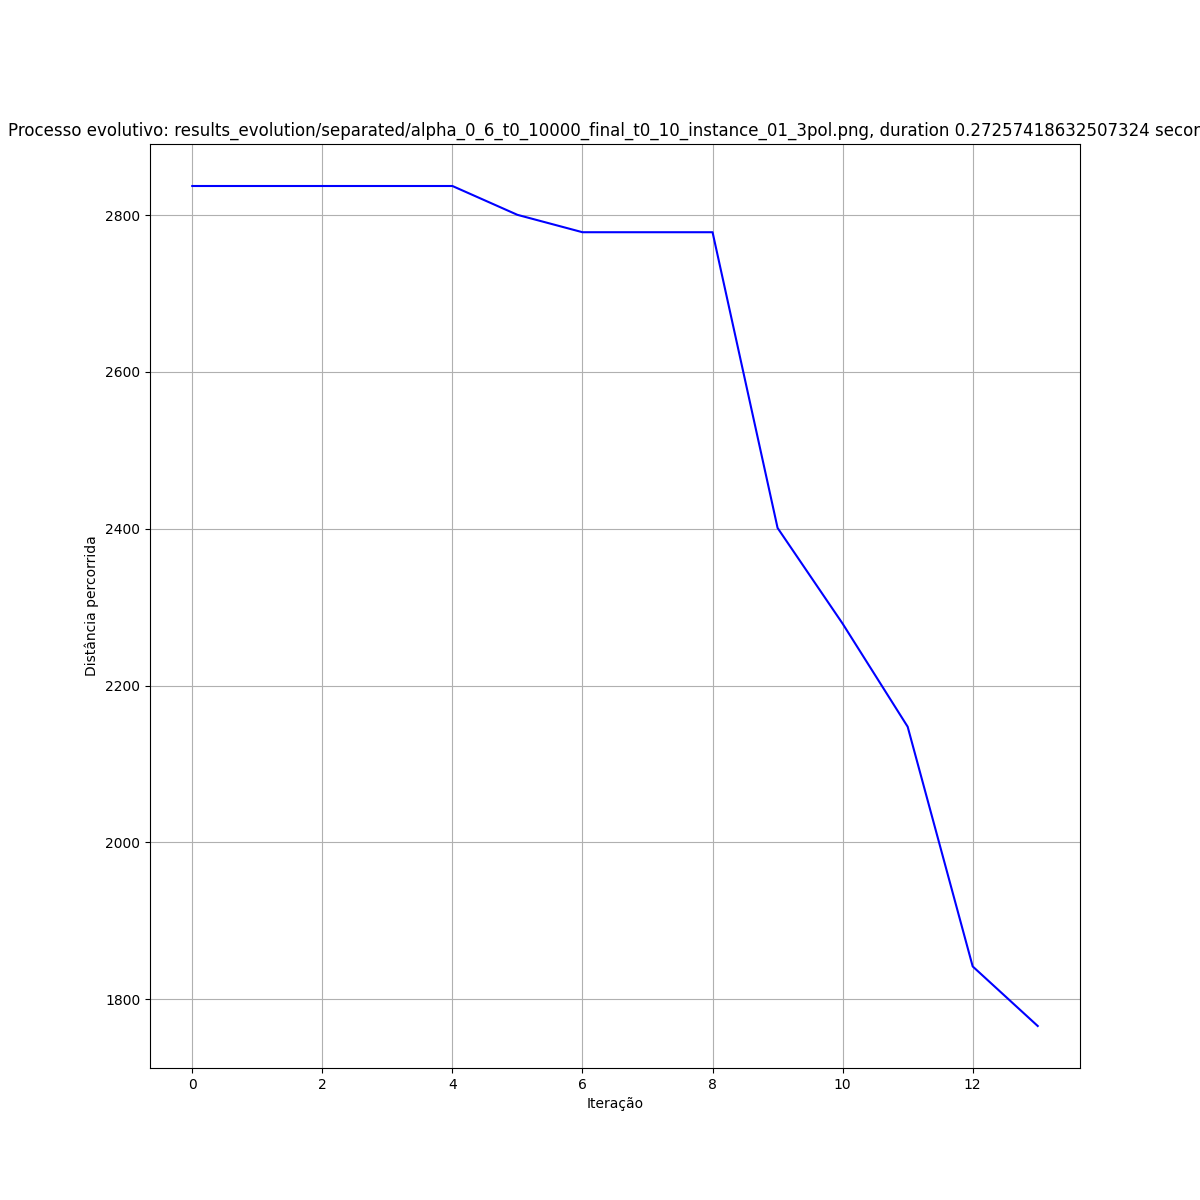 Processo evolutivo: results_evolution/separated/alpha_0_6_t0_10000_final_t0_10_instance_01_3pol.png, duration 0.27257418632507324 secor
2800
2600
2400
2200
2000
1800
Distância percorrida
0 2 4 6 8 10 12
Iteração